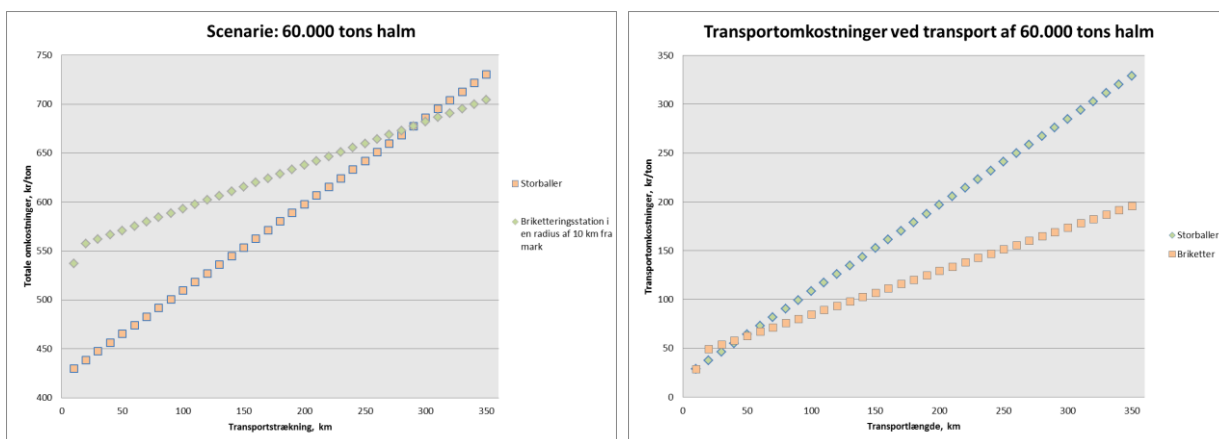 Scenarie: 60.000 tons halm
Totale omkostninger, kr/ton
750
700
650
600
550
500
450
400
0
50
100
150
200
250
300
350
Transportstrækning, km
Storballer
Briketteringsstation i
en radius af 10 km fra
mark
Transportomkostninger ved transport af 60.000 tons halm
Transportomkostninger, kr/ton
350
300
250
200
150
100
50
0
0
50
100
150
200
250
300
350
Transportlængde, km
Storballer
Briketter